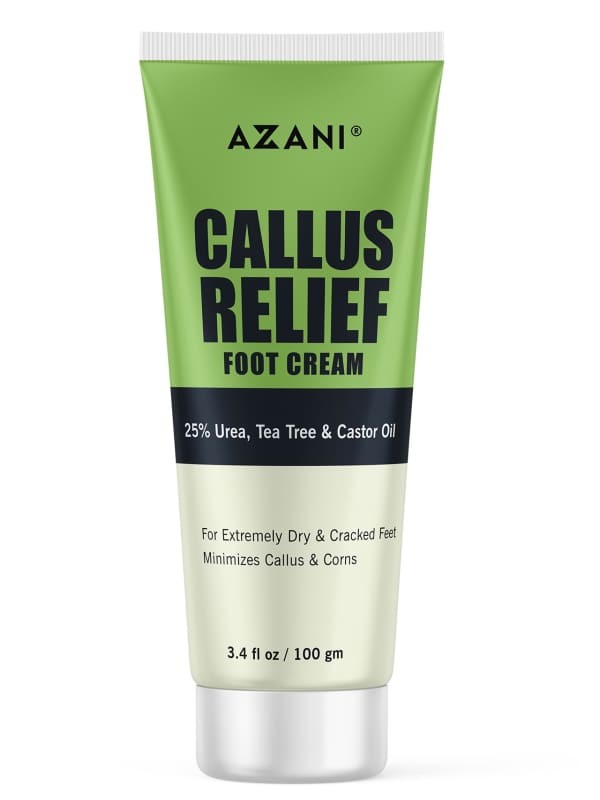 AZANI®
CALLUS
RELIEF
FOOT CREAM
25% Urea, Tea Tree & Castor Oil
For Extremely Dry & Cracked Feet
Minimizes Callus & Corns
3.4 fl oz / 100 gm